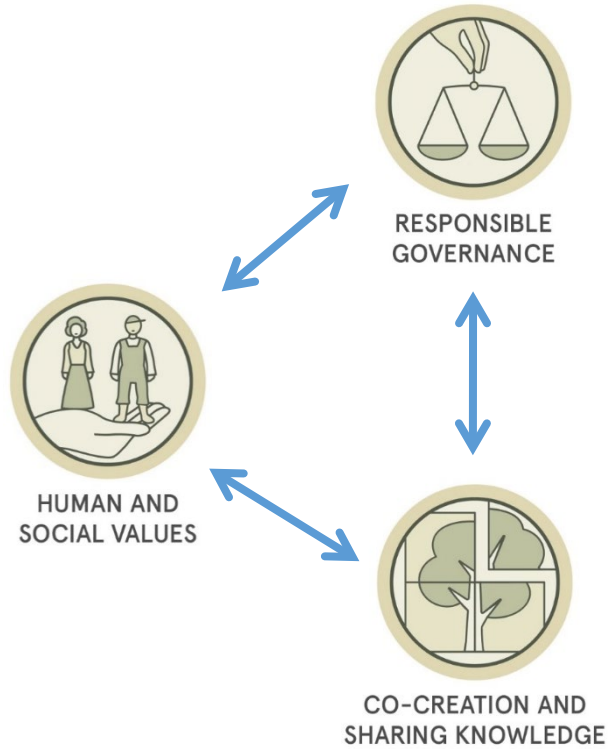 RESPONSIBLE
GOVERNANCE
HUMAN AND
SOCIAL VALUES
CO-CREATION AND
SHARING KNOWLEDGE